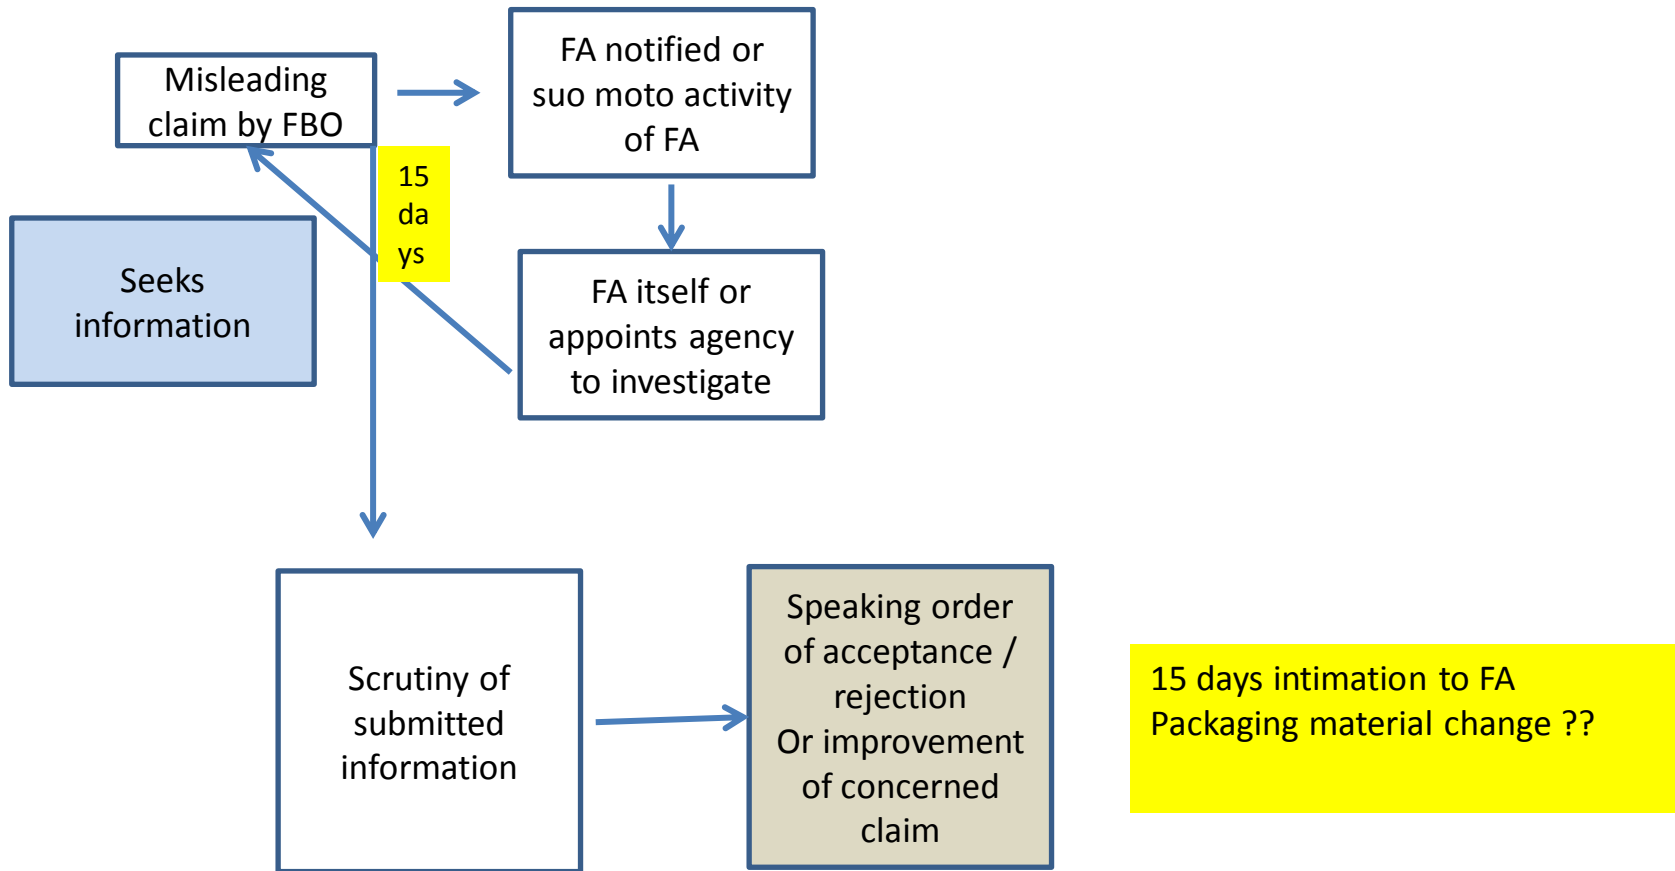 Misleading
claim by FBO
FA notified or
suo moto activity
of FA
15
da
ys
Seeks
information
FA itself or
appoints agency
to investigate
Scrutiny of
submitted
information
Speaking order
of acceptance /
rejection
Or improvement
of concerned
claim
15 days intimation to FA
Packaging material change ??